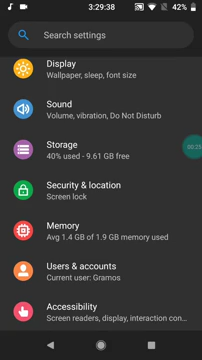 3:29:38
42%
Search settings
Display
Wallpaper, sleep, font size
Sound
Volume, vibration, Do Not Disturb
Storage
40% used - 9.61 GB free
Security & location
Screen lock
Memory
Avg 1.4 GB of 1.9 GB memory used
Users & accounts
Current user: Gramos
Accessibility
Screen readers, display, interaction con...